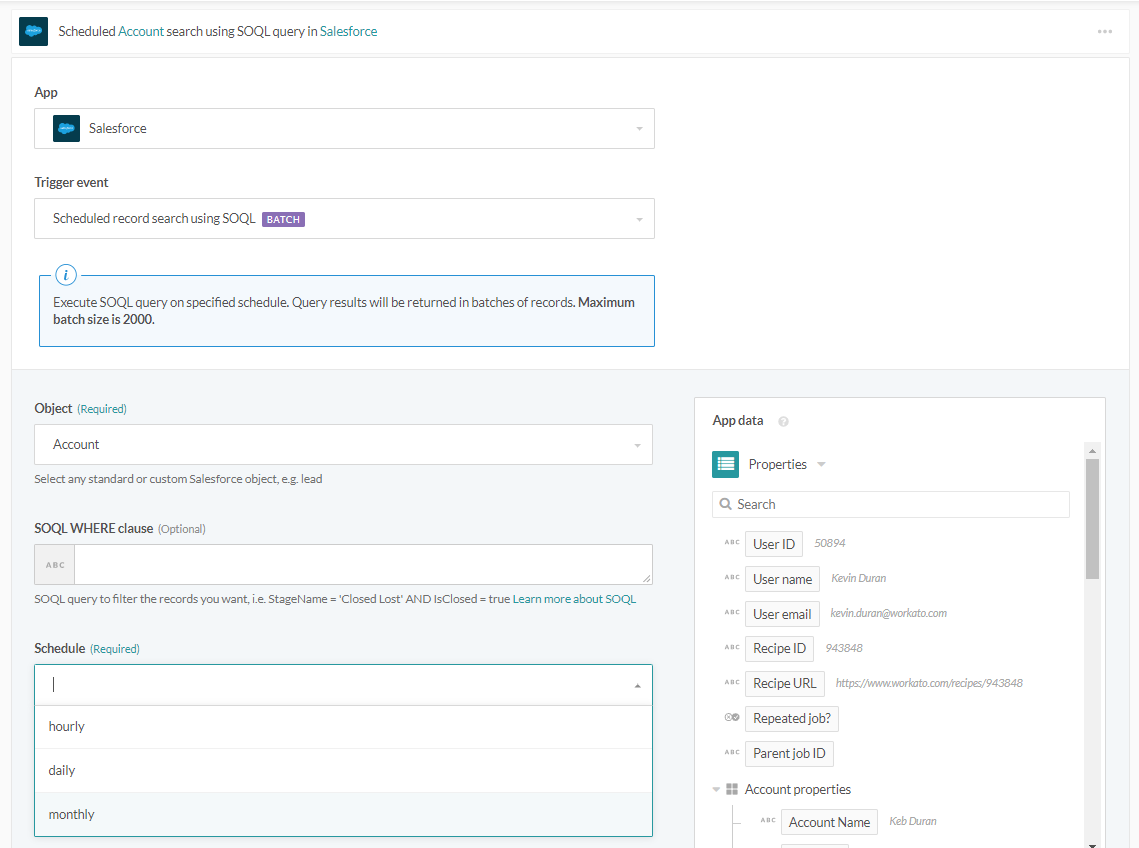 Scheduled Account search using SOQL query in Salesforce
App
Salesforce
Trigger event
Scheduled record search using SOQL BATCH
i
Execute SOQL query on specified schedule. Query results will be returned in batches of records. Maximum
batch size is 2000.
Object (Required)
Account
Select any standard or custom Salesforce object, e.g. lead
SOQL WHERE clause (Optional)
ABC
SOQL query to filter the records you want, i.e. StageName = 'Closed Lost' AND IsClosed = true Learn more about SOQL
Schedule (Required)
hourly
daily
monthly
App data ?
Properties
Search
ABC User ID 50894
ABC User name Kevin Duran
ABC User email kevin.duran@workato.com
ABC Recipe ID 943848
ABC Recipe URL https://www.workato.com/recipes/943848
Repeated job?
ABC Parent job ID
Account properties
ABC Account Name Keb Duran